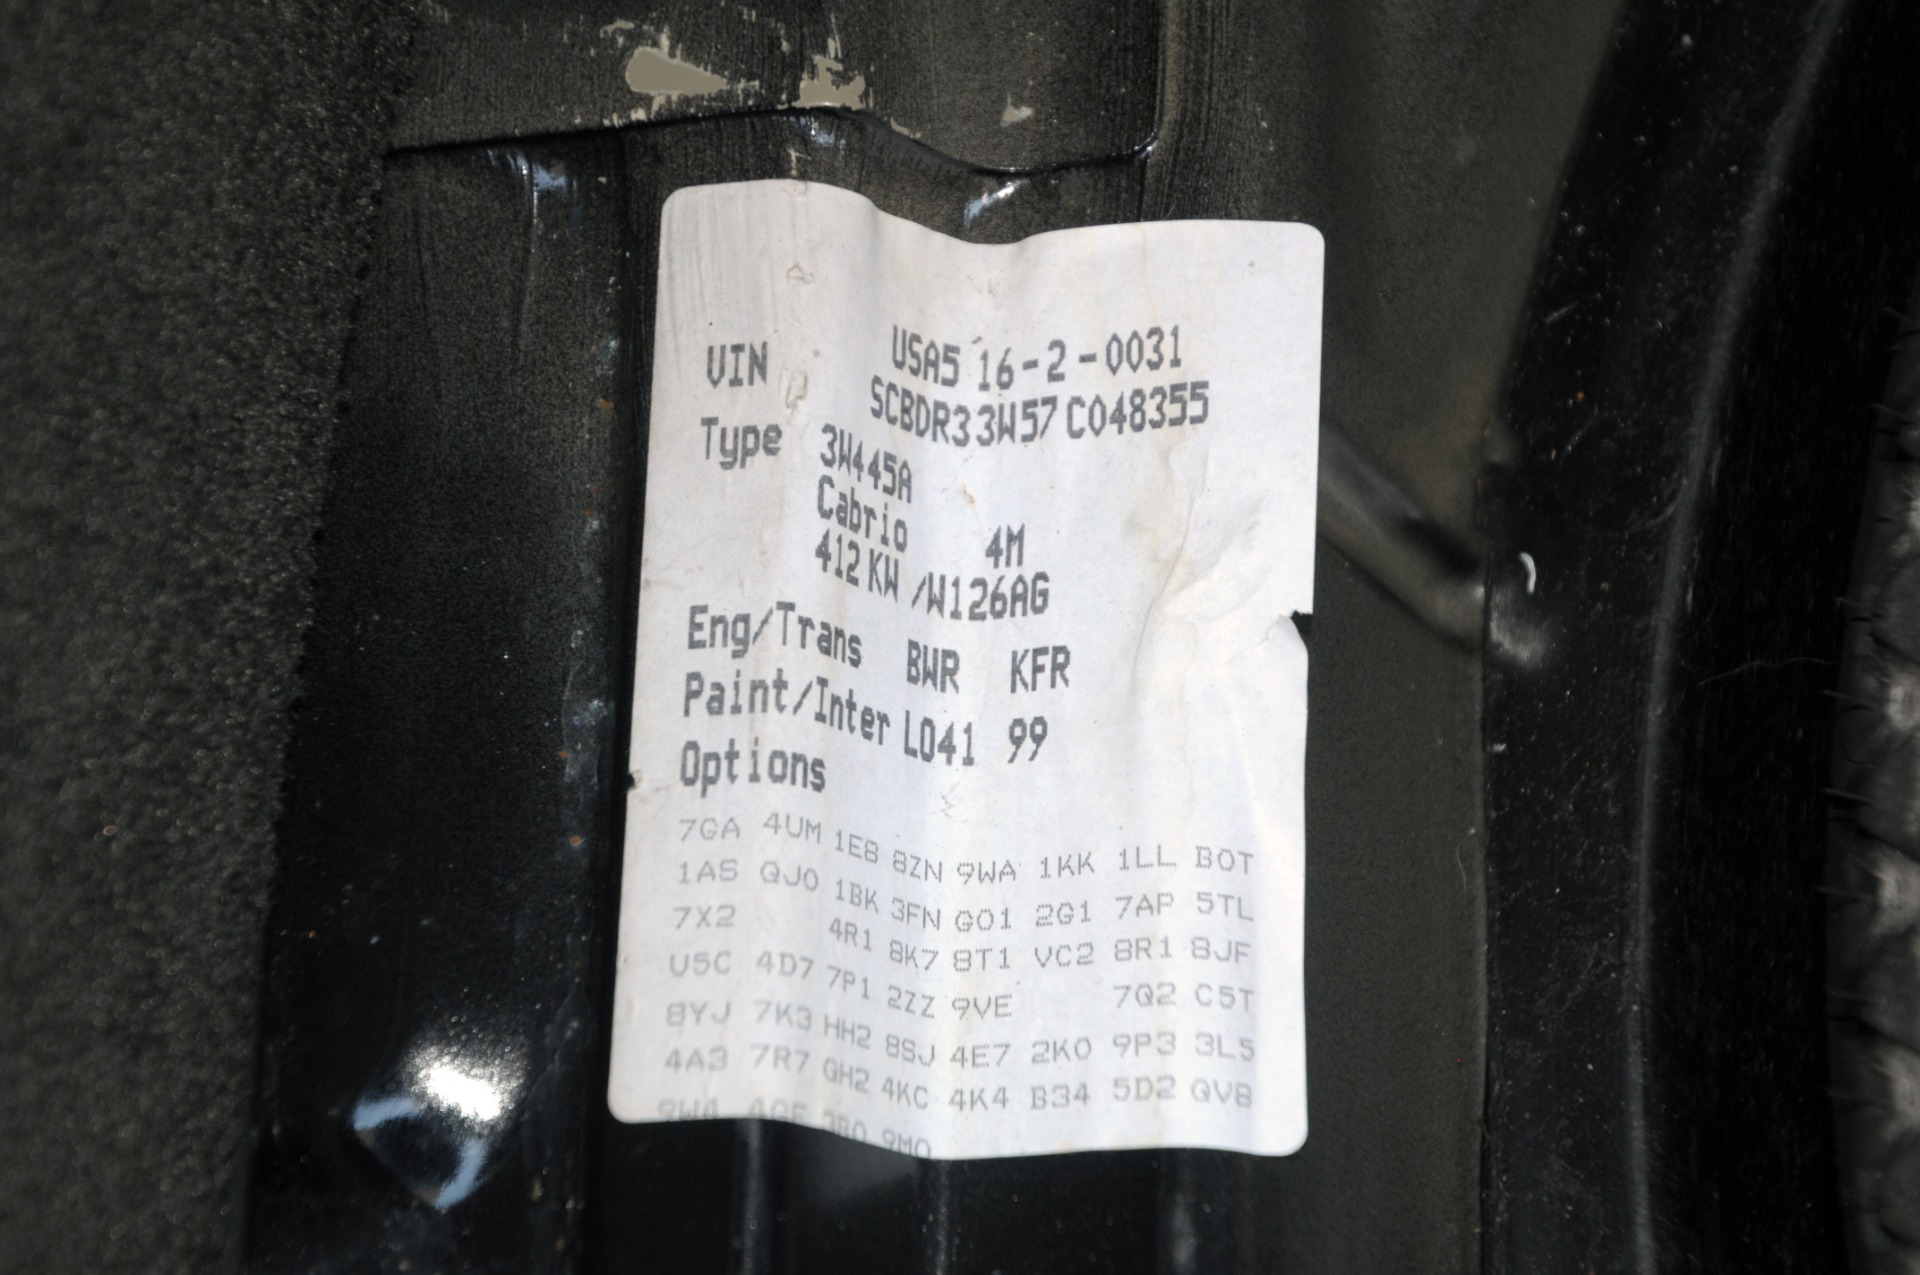 USA5 16-2-0031
VIN SCBDR33W57C048355
Type 3W445A
Cabrio 4M
412 KW /W126AG
Eng/Trans BWR KFR
Paint/Inter L041 99
Options
7GA 4UM 1E8 8ZN 9WA 1KK 1LL B0T
1AS QJ0 1BK 3FN G01 2G1 7AP 5TL
7X2 4R1 8K7 8T1 VC2 8R1 8JF
U5C 4D7 7P1 2ZZ 9VE 7Q2 C5T
8YJ 7K3 HH2 8SJ 4E7 2K0 9P3 3L5
4A3 7R7 QH2 4KC 4K4 B34 5D2 QV8
9W4